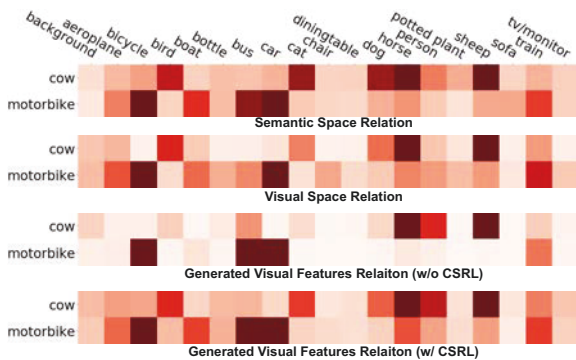 background
aeroplane
bicycle
bird
boat
bottle
bus
car
cat
chair
diningtable
dog
horse
person
potted plant
sheep
sofa
train
tv/monitor
cow
motorbike
Semantic Space Relation
cow
motorbike
Visual Space Relation
cow
motorbike
Generated Visual Features Relaiton (w/o CSRL)
cow
motorbike
Generated Visual Features Relaiton (w/ CSRL)